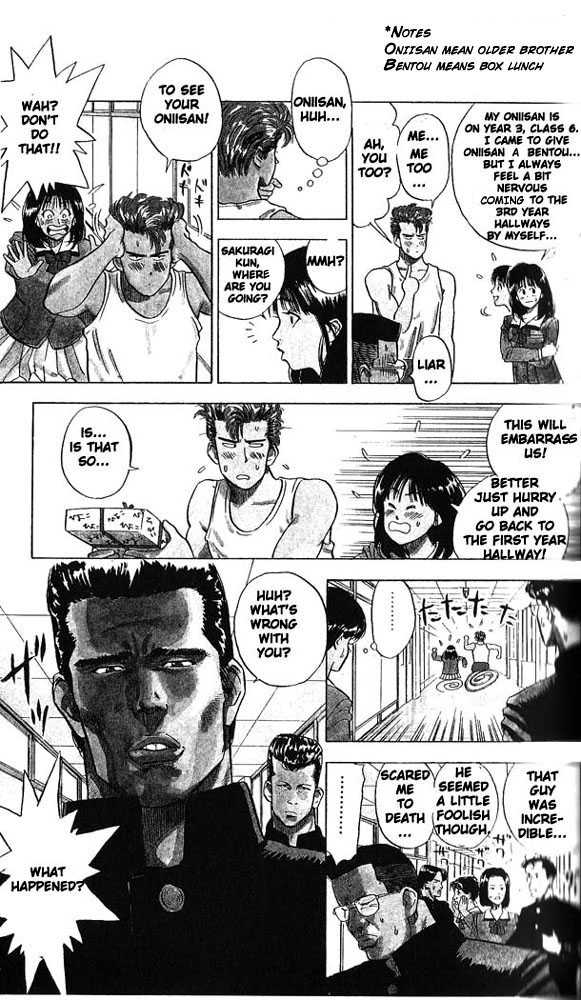 *NOTES
ONIISAN MEAN OLDER BROTHER
BENTOU MEANS BOX LUNCH
MY ONIISAN IS
ON YEAR 3, CLASS 6.
I CAME TO GIVE
ONIISAN A BENTOU...
BUT I ALWAYS
FEEL A BIT
NERVOUS
COMING TO THE
3RD YEAR
HALLWAYS
BY MYSELF...
ME...
ME
TOO
...
AH,
YOU
TOO?
LIAR
...
ONIISAN,
HUH...
MMH?
SAKURAGI
KUN,
WHERE
ARE YOU
GOING?
TO SEE
YOUR
ONIISAN!
WAH?
DON'T
DO
THAT!!
THIS WILL
EMBARRASS
US!
BETTER
JUST HURRY
UP AND
GO BACK TO
THE FIRST YEAR
HALLWAY!
IS...
IS THAT
SO...
たたたた
HUH?
WHAT'S
WRONG
WITH
YOU?
WHAT
HAPPENED?
THAT
GUY
WAS
INCRE-
DIBLE...
HE
SEEMED
A LITTLE
FOOLISH
THOUGH.
SCARED
ME TO
DEATH
...